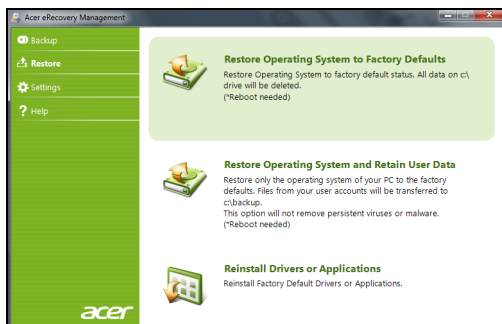 Acer eRecovery Management
Backup
Restore
Settings
? Help
Restore Operating System to Factory Defaults
Restore Operating System to factory default status. All data on c:\
drive will be deleted.
(*Reboot needed)
Restore Operating System and Retain User Data
Restore only the operating system of your PC to the factory
defaults. Files from your user accounts will be transferred to
c:\backup.
This option will not remove persistent viruses or malware.
(*Reboot needed)
Reinstall Drivers or Applications
Reinstall Factory Default Drivers or Applications.
acer